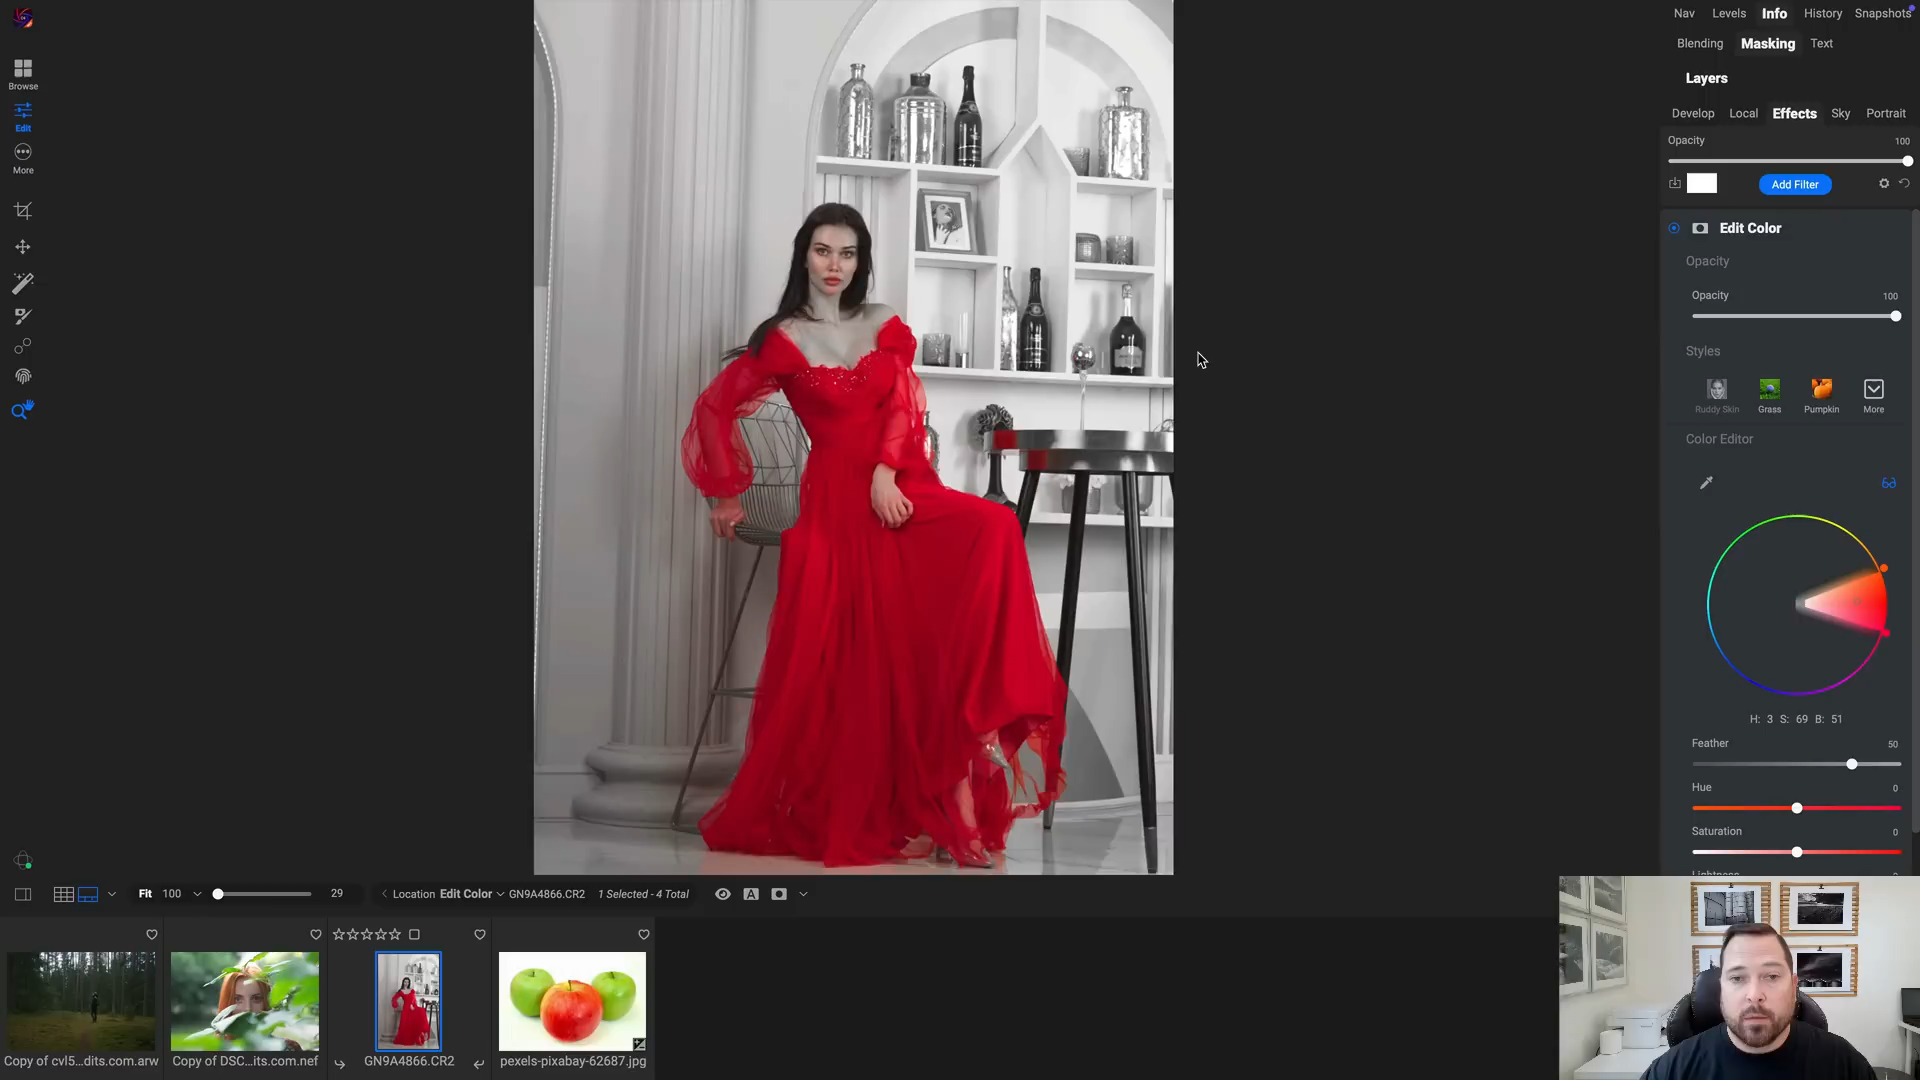 Nav Levels Info History Snapshots
Blending Masking Text
Layers
Develop Local Effects Sky Portrait
Opacity 100
Add Filter
Edit Color
Opacity
Opacity 100
Styles
Ruddy Skin Grass Pumpkin More
Color Editor
H: 3 S: 69 B: 51
Feather 50
Hue 0
Saturation 0
Browse
Edit
More
Fit 100 29 Location Edit Color GN9A4866.CR2 1 Selected - 4 Total A
Copy of cvl5...dits.com.arw Copy of DSC...its.com.nef GN9A4866.CR2 pexels-pixabay-62687.jpg